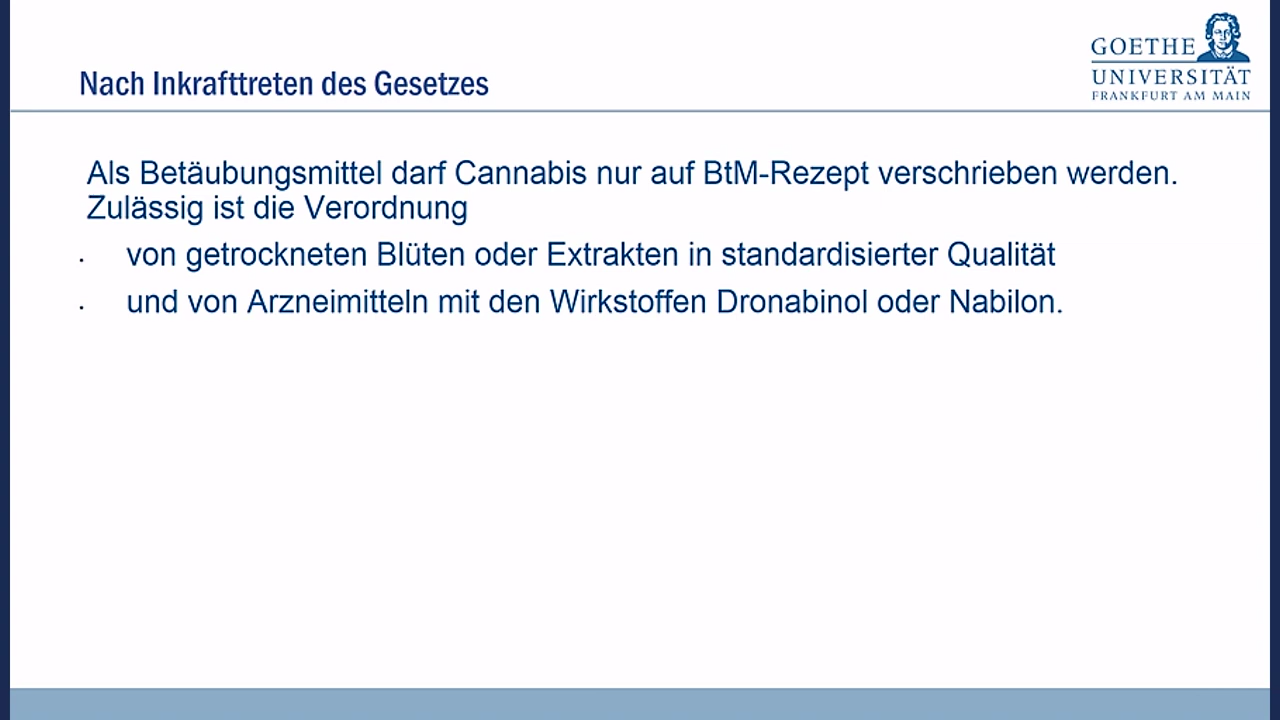 GOETHE
UNIVERSITÄT
FRANKFURT AM MAIN
Nach Inkrafttreten des Gesetzes
Als Betäubungsmittel darf Cannabis nur auf BtM-Rezept verschrieben werden.
Zulässig ist die Verordnung
· von getrockneten Blüten oder Extrakten in standardisierter Qualität
· und von Arzneimitteln mit den Wirkstoffen Dronabinol oder Nabilon.